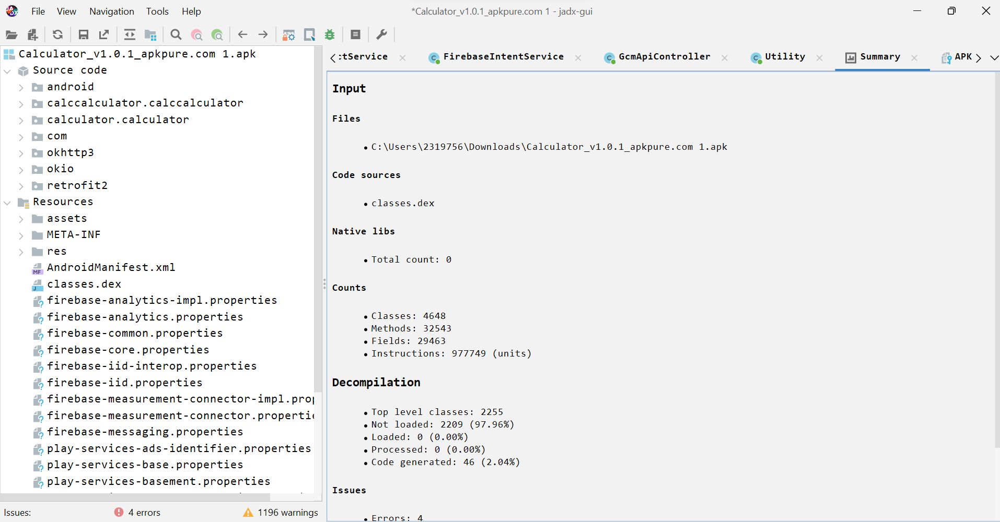 File View Navigation Tools Help
*Calculator_v1.0.1_apkpure.com 1 - jadx-gui
Calculator_v1.0.1_apkpure.com 1.apk
Source code
android
calccalculator.calccalculator
calculator.calculator
com
okhttp3
okio
retrofit2
Resources
assets
META-INF
res
MF AndroidManifest.xml
J classes.dex
firebase-analytics-impl.properties
firebase-analytics.properties
firebase-common.properties
firebase-core.properties
firebase-iid-interop.properties
firebase-iid.properties
firebase-measurement-connector-impl.prop
firebase-measurement-connector.propertie
firebase-messaging.properties
play-services-ads-identifier.properties
play-services-base.properties
play-services-basement.properties
Issues: 4 errors 1196 warnings
ctService FirebaseIntentService GcmApiController Utility Summary APK
Input
Files
• C:\Users\2319756\Downloads\Calculator_v1.0.1_apkpure.com 1.apk
Code sources
• classes.dex
Native libs
• Total count: 0
Counts
• Classes: 4648
• Methods: 32543
• Fields: 29463
• Instructions: 977749 (units)
Decompilation
• Top level classes: 2255
• Not loaded: 2209 (97.96%)
• Loaded: 0 (0.00%)
• Processed: 0 (0.00%)
• Code generated: 46 (2.04%)
Issues
• Errors: 4